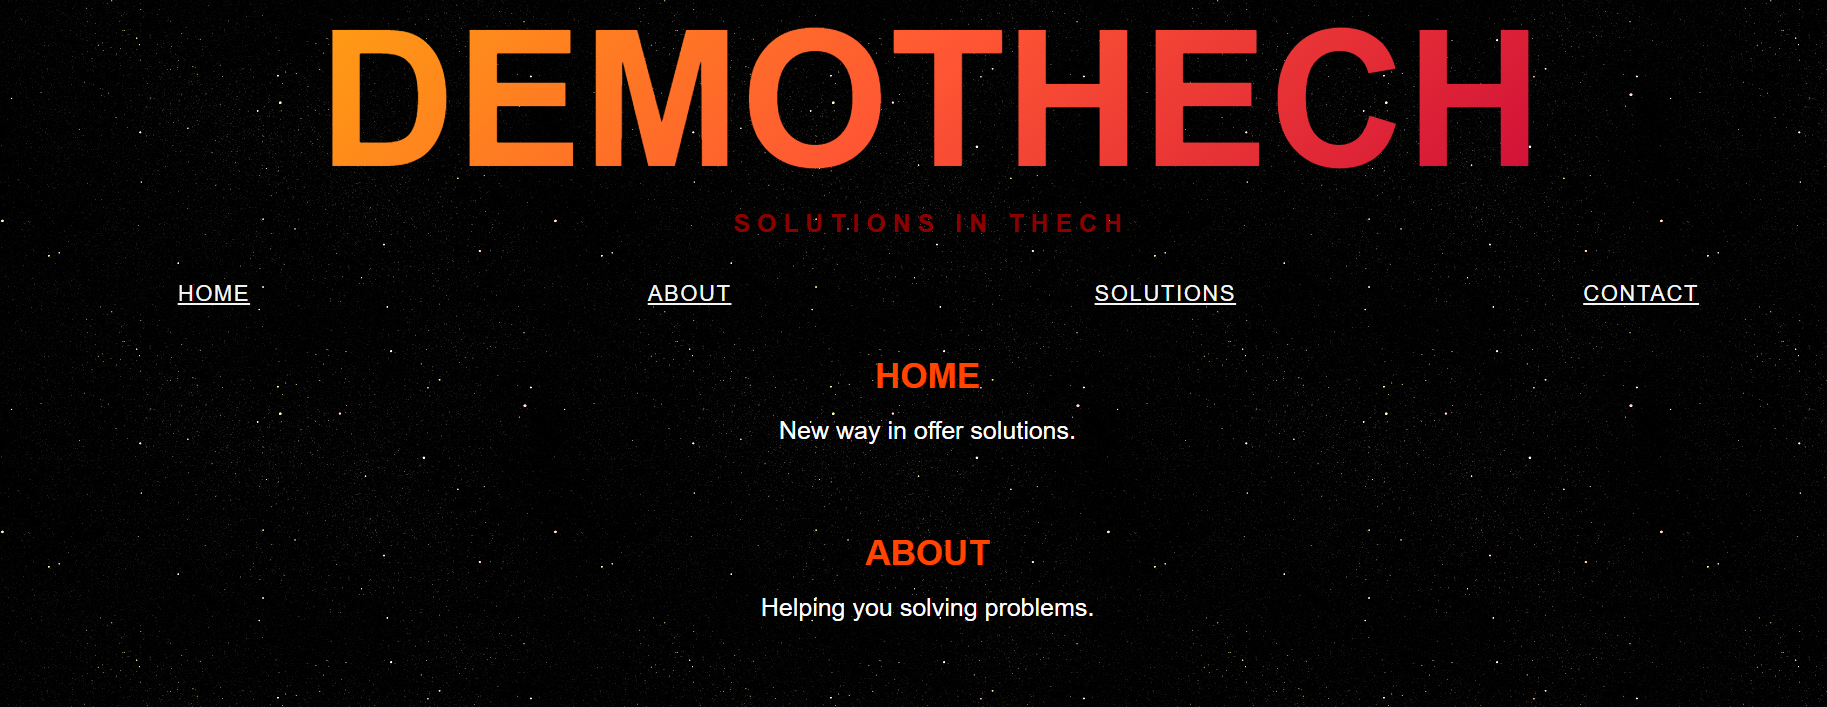 DEMOTHECH
SOLUTIONS IN THECH
HOME ABOUT SOLUTIONS CONTACT
HOME
New way in offer solutions.
ABOUT
Helping you solving problems.